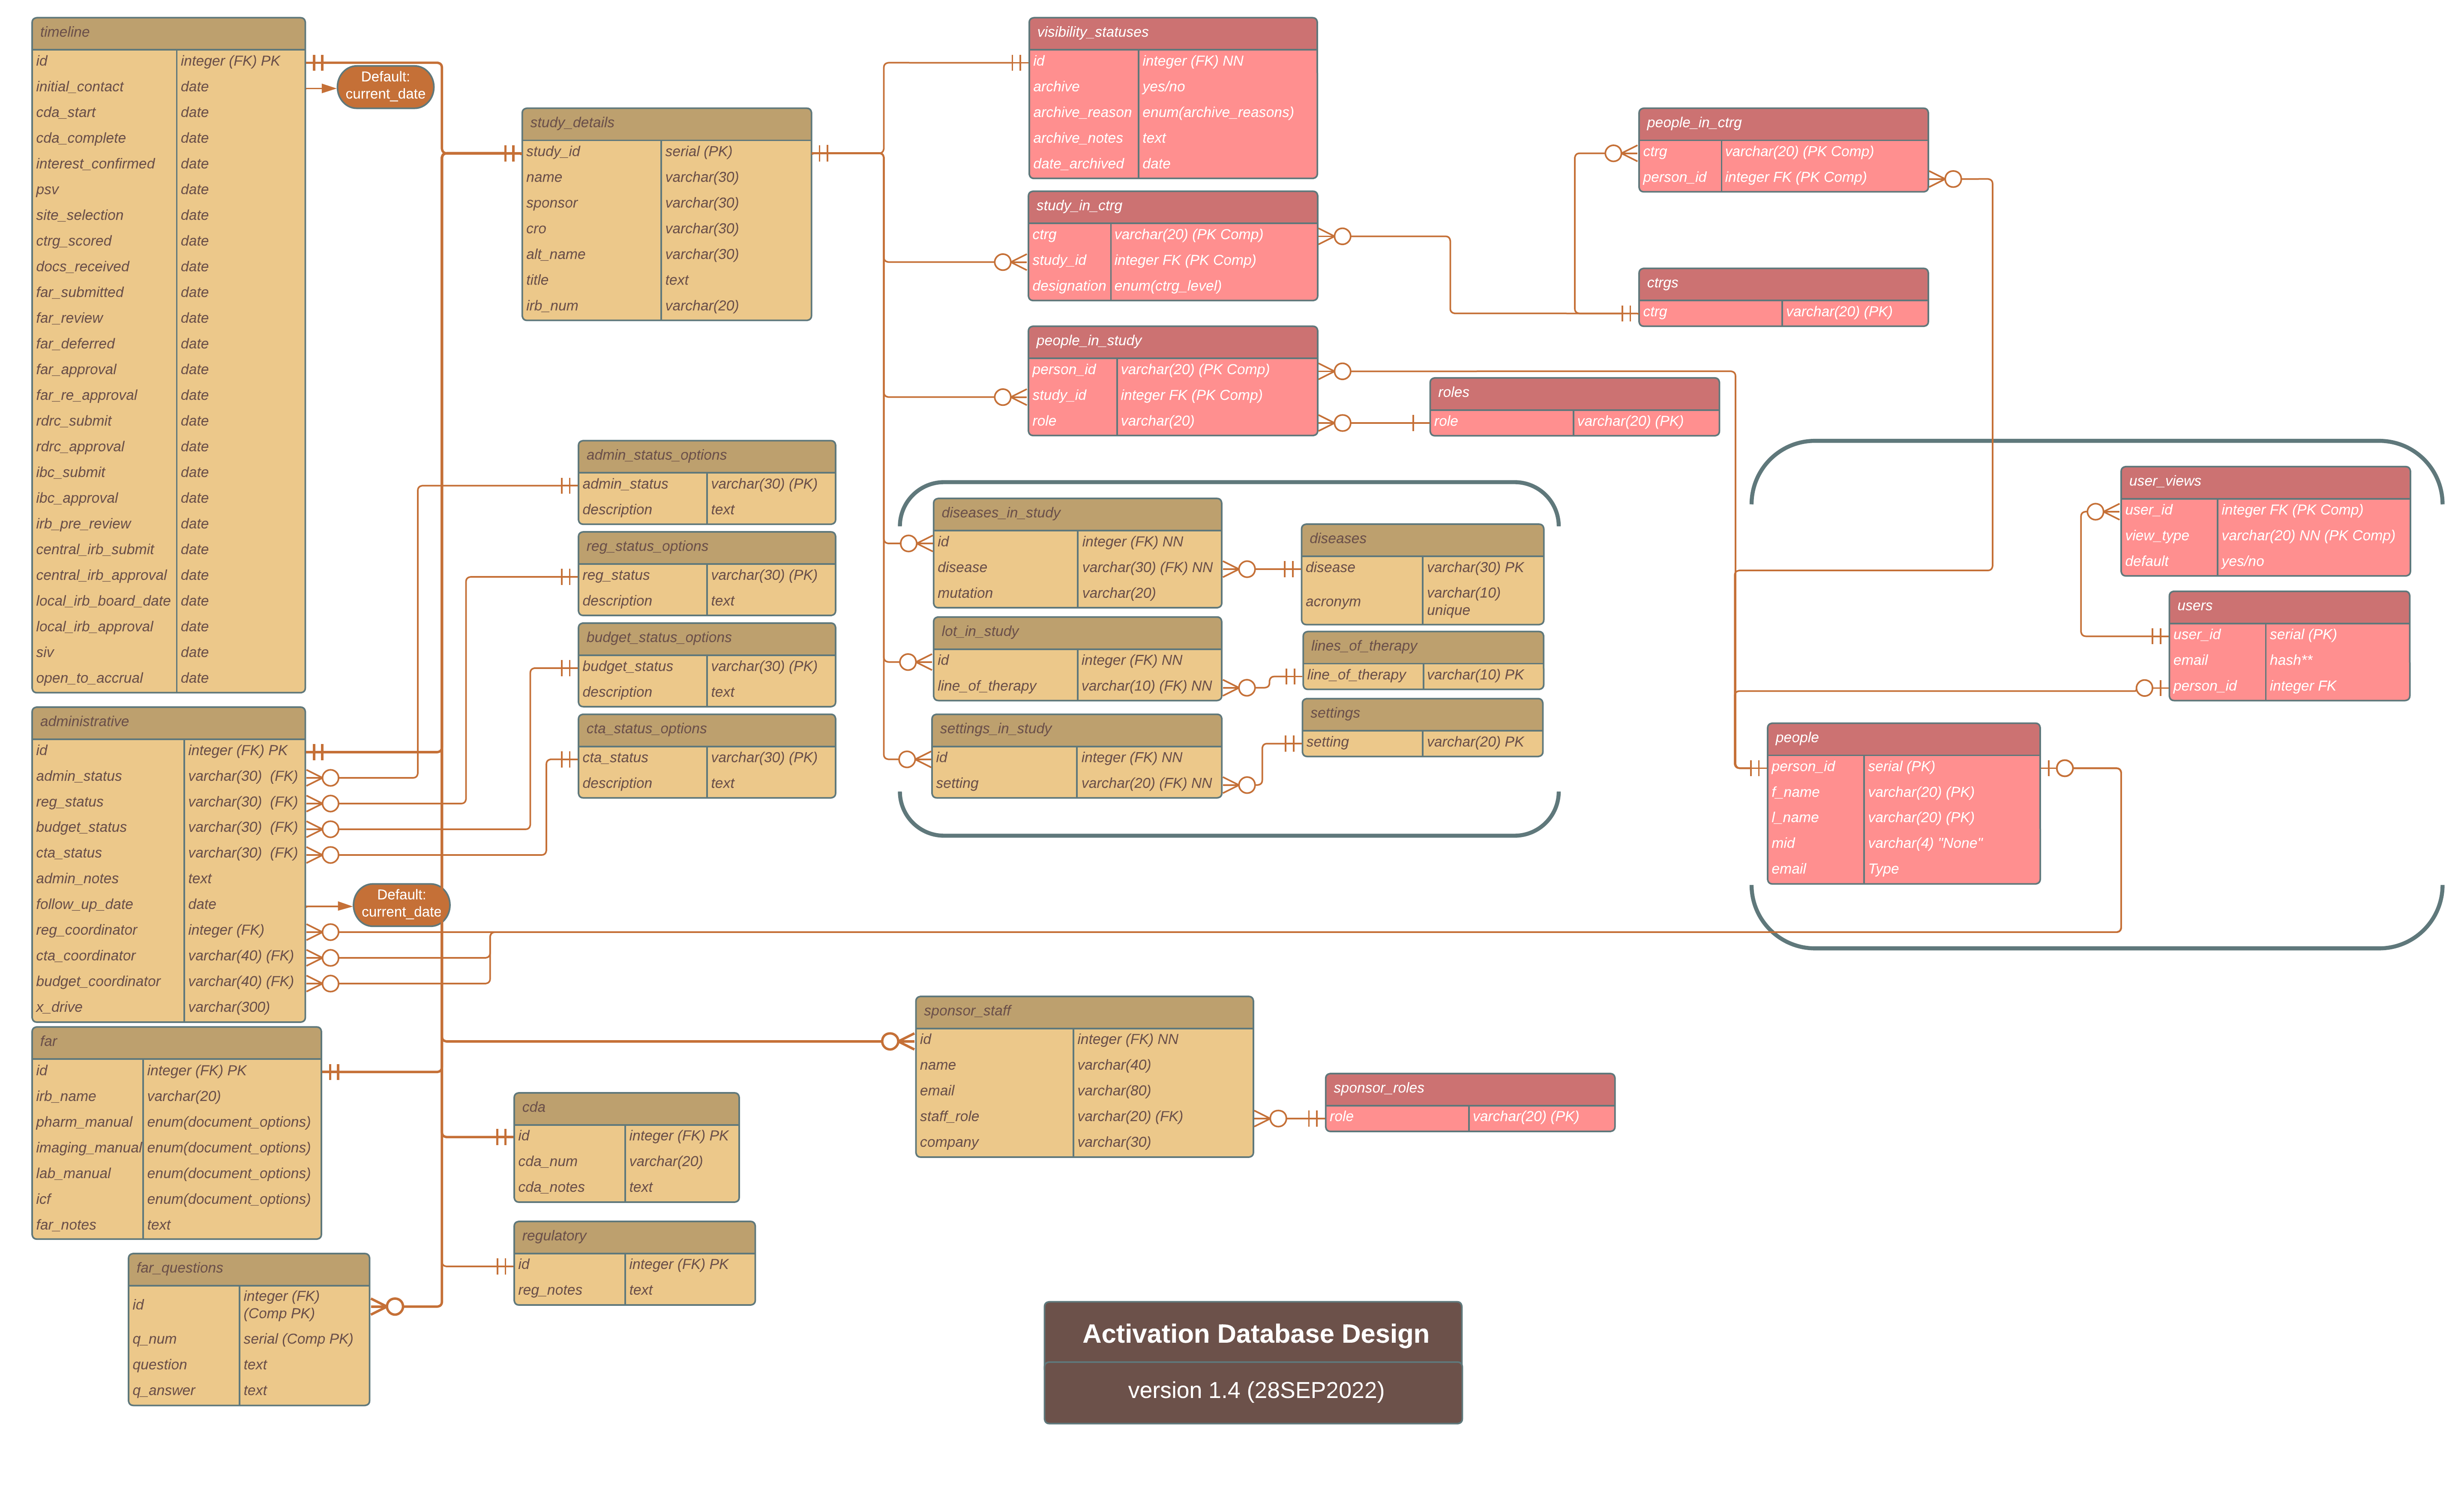 timeline
id integer (FK) PK
initial_contact date
cda_start date
cda_complete date
interest_confirmed date
psv date
site_selection date
ctrg_scored date
docs_received date
far_submitted date
far_review date
far_deferred date
far_approval date
far_re_approval date
rdrc_submit date
rdrc_approval date
ibc_submit date
ibc_approval date
irb_pre_review date
central_irb_submit date
central_irb_approval date
local_irb_board_date date
local_irb_approval date
siv date
open_to_accrual date
Default:
current_date
administrative
id integer (FK) PK
admin_status varchar(30) (FK)
reg_status varchar(30) (FK)
budget_status varchar(30) (FK)
cta_status varchar(30) (FK)
admin_notes text
follow_up_date date
reg_coordinator integer (FK)
cta_coordinator varchar(40) (FK)
budget_coordinator varchar(40) (FK)
x_drive varchar(300)
Default:
current_date
far
id integer (FK) PK
irb_name varchar(20)
pharm_manual enum(document_options)
imaging_manual enum(document_options)
lab_manual enum(document_options)
icf enum(document_options)
far_notes text
far_questions
id integer (FK)
(Comp PK)
q_num serial (Comp PK)
question text
q_answer text
study_details
study_id serial (PK)
name varchar(30)
sponsor varchar(30)
cro varchar(30)
alt_name varchar(30)
title text
irb_num varchar(20)
admin_status_options
admin_status varchar(30) (PK)
description text
reg_status_options
reg_status varchar(30) (PK)
description text
budget_status_options
budget_status varchar(30) (PK)
description text
cta_status_options
cta_status varchar(30) (PK)
description text
cda
id integer (FK) PK
cda_num varchar(20)
cda_notes text
regulatory
id integer (FK) PK
reg_notes text
visibility_statuses
id integer (FK) NN
archive yes/no
archive_reason enum(archive_reasons)
archive_notes text
date_archived date
study_in_ctrg
ctrg varchar(20) (PK Comp)
study_id integer FK (PK Comp)
designation enum(ctrg_level)
people_in_study
person_id varchar(20) (PK Comp)
study_id integer FK (PK Comp)
role varchar(20)
roles
role varchar(20) (PK)
people_in_ctrg
ctrg varchar(20) (PK Comp)
person_id integer FK (PK Comp)
ctrgs
ctrg varchar(20) (PK)
diseases_in_study
id integer (FK) NN
disease varchar(30) (FK) NN
mutation varchar(20)
diseases
disease varchar(30) PK
acronym varchar(10)
unique
lot_in_study
id integer (FK) NN
line_of_therapy varchar(10) (FK) NN
lines_of_therapy
line_of_therapy varchar(10) PK
settings_in_study
id integer (FK) NN
setting varchar(20) (FK) NN
settings
setting varchar(20) PK
user_views
user_id integer FK (PK Comp)
view_type varchar(20) NN (PK Comp)
default yes/no
users
user_id serial (PK)
email hash**
person_id integer FK
people
person_id serial (PK)
f_name varchar(20) (PK)
l_name varchar(20) (PK)
mid varchar(4) "None"
email Type
sponsor_staff
id integer (FK) NN
name varchar(40)
email varchar(80)
staff_role varchar(20) (FK)
company varchar(30)
sponsor_roles
role varchar(20) (PK)
Activation Database Design
version 1.4 (28SEP2022)